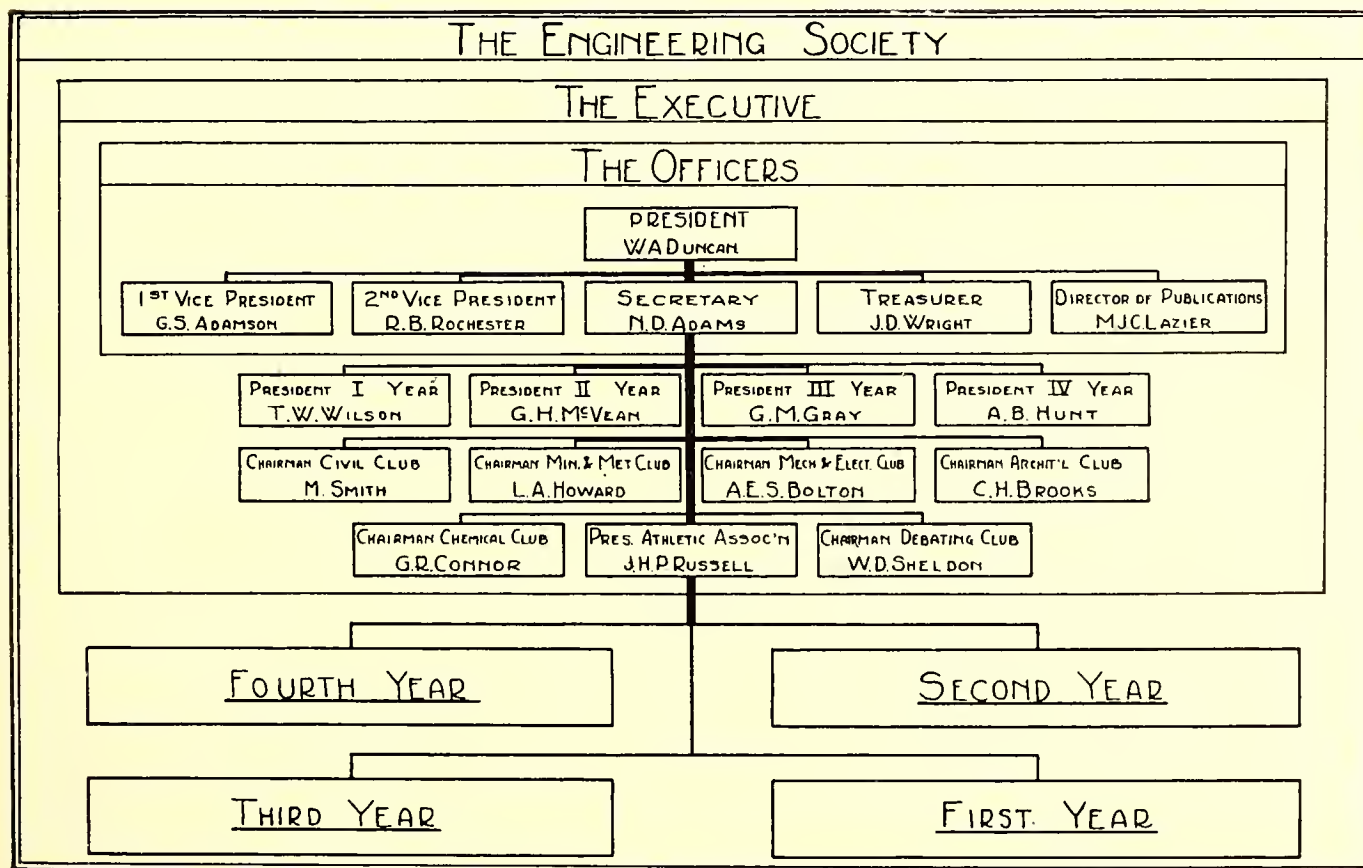 THE ENGINEERING SOCIETY
THE EXECUTIVE
THE OFFICERS
PRESIDENT
W.A DUNCAN
1ST VICE PRESIDENT
G.S. ADAMSON
2ND VICE PRESIDENT
R.B. ROCHESTER
SECRETARY
N.D. ADAMS
TREASURER
J.D. WRIGHT
DIRECTOR OF PUBLICATIONS
M.J.C. LAZIER
PRESIDENT I YEAR
T.W. WILSON
PRESIDENT II YEAR
G.H. McVEAN
PRESIDENT III YEAR
G.M. GRAY
PRESIDENT IV YEAR
A.B. HUNT
CHAIRMAN CIVIL CLUB
M. SMITH
CHAIRMAN MIN. & MET CLUB
L.A. HOWARD
CHAIRMAN MECH & ELECT. CLUB
A.E.S. BOLTON
CHAIRMAN ARCHIT'L CLUB
C.H. BROOKS
CHAIRMAN CHEMICAL CLUB
G.R. CONNOR
PRES. ATHLETIC ASSOC'N
J.H.P. RUSSELL
CHAIRMAN DEBATING CLUB
W.D. SHELDON
FOURTH YEAR
SECOND YEAR
THIRD YEAR
FIRST YEAR